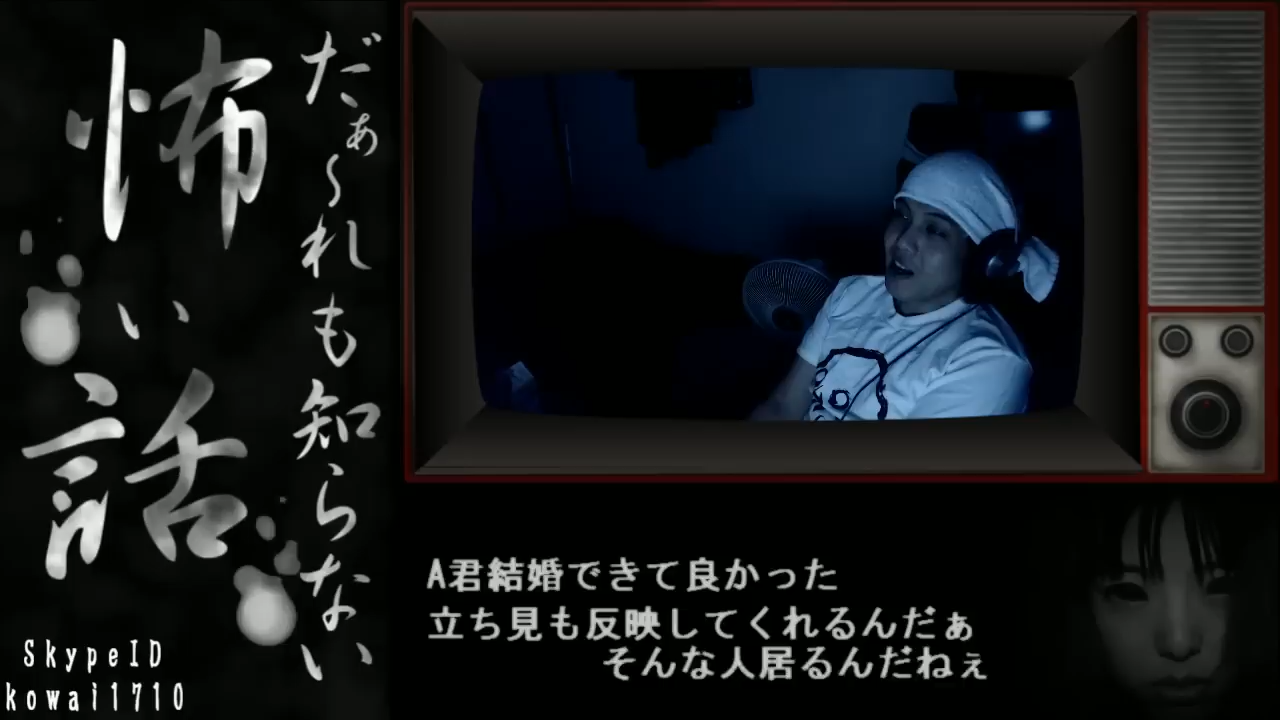 だぁ～れも知らない
怖い話
SkypeID
kowai1710
A君結婚できて良かった
立ち見も反映してくれるんだぁ
そんな人居るんだねぇ